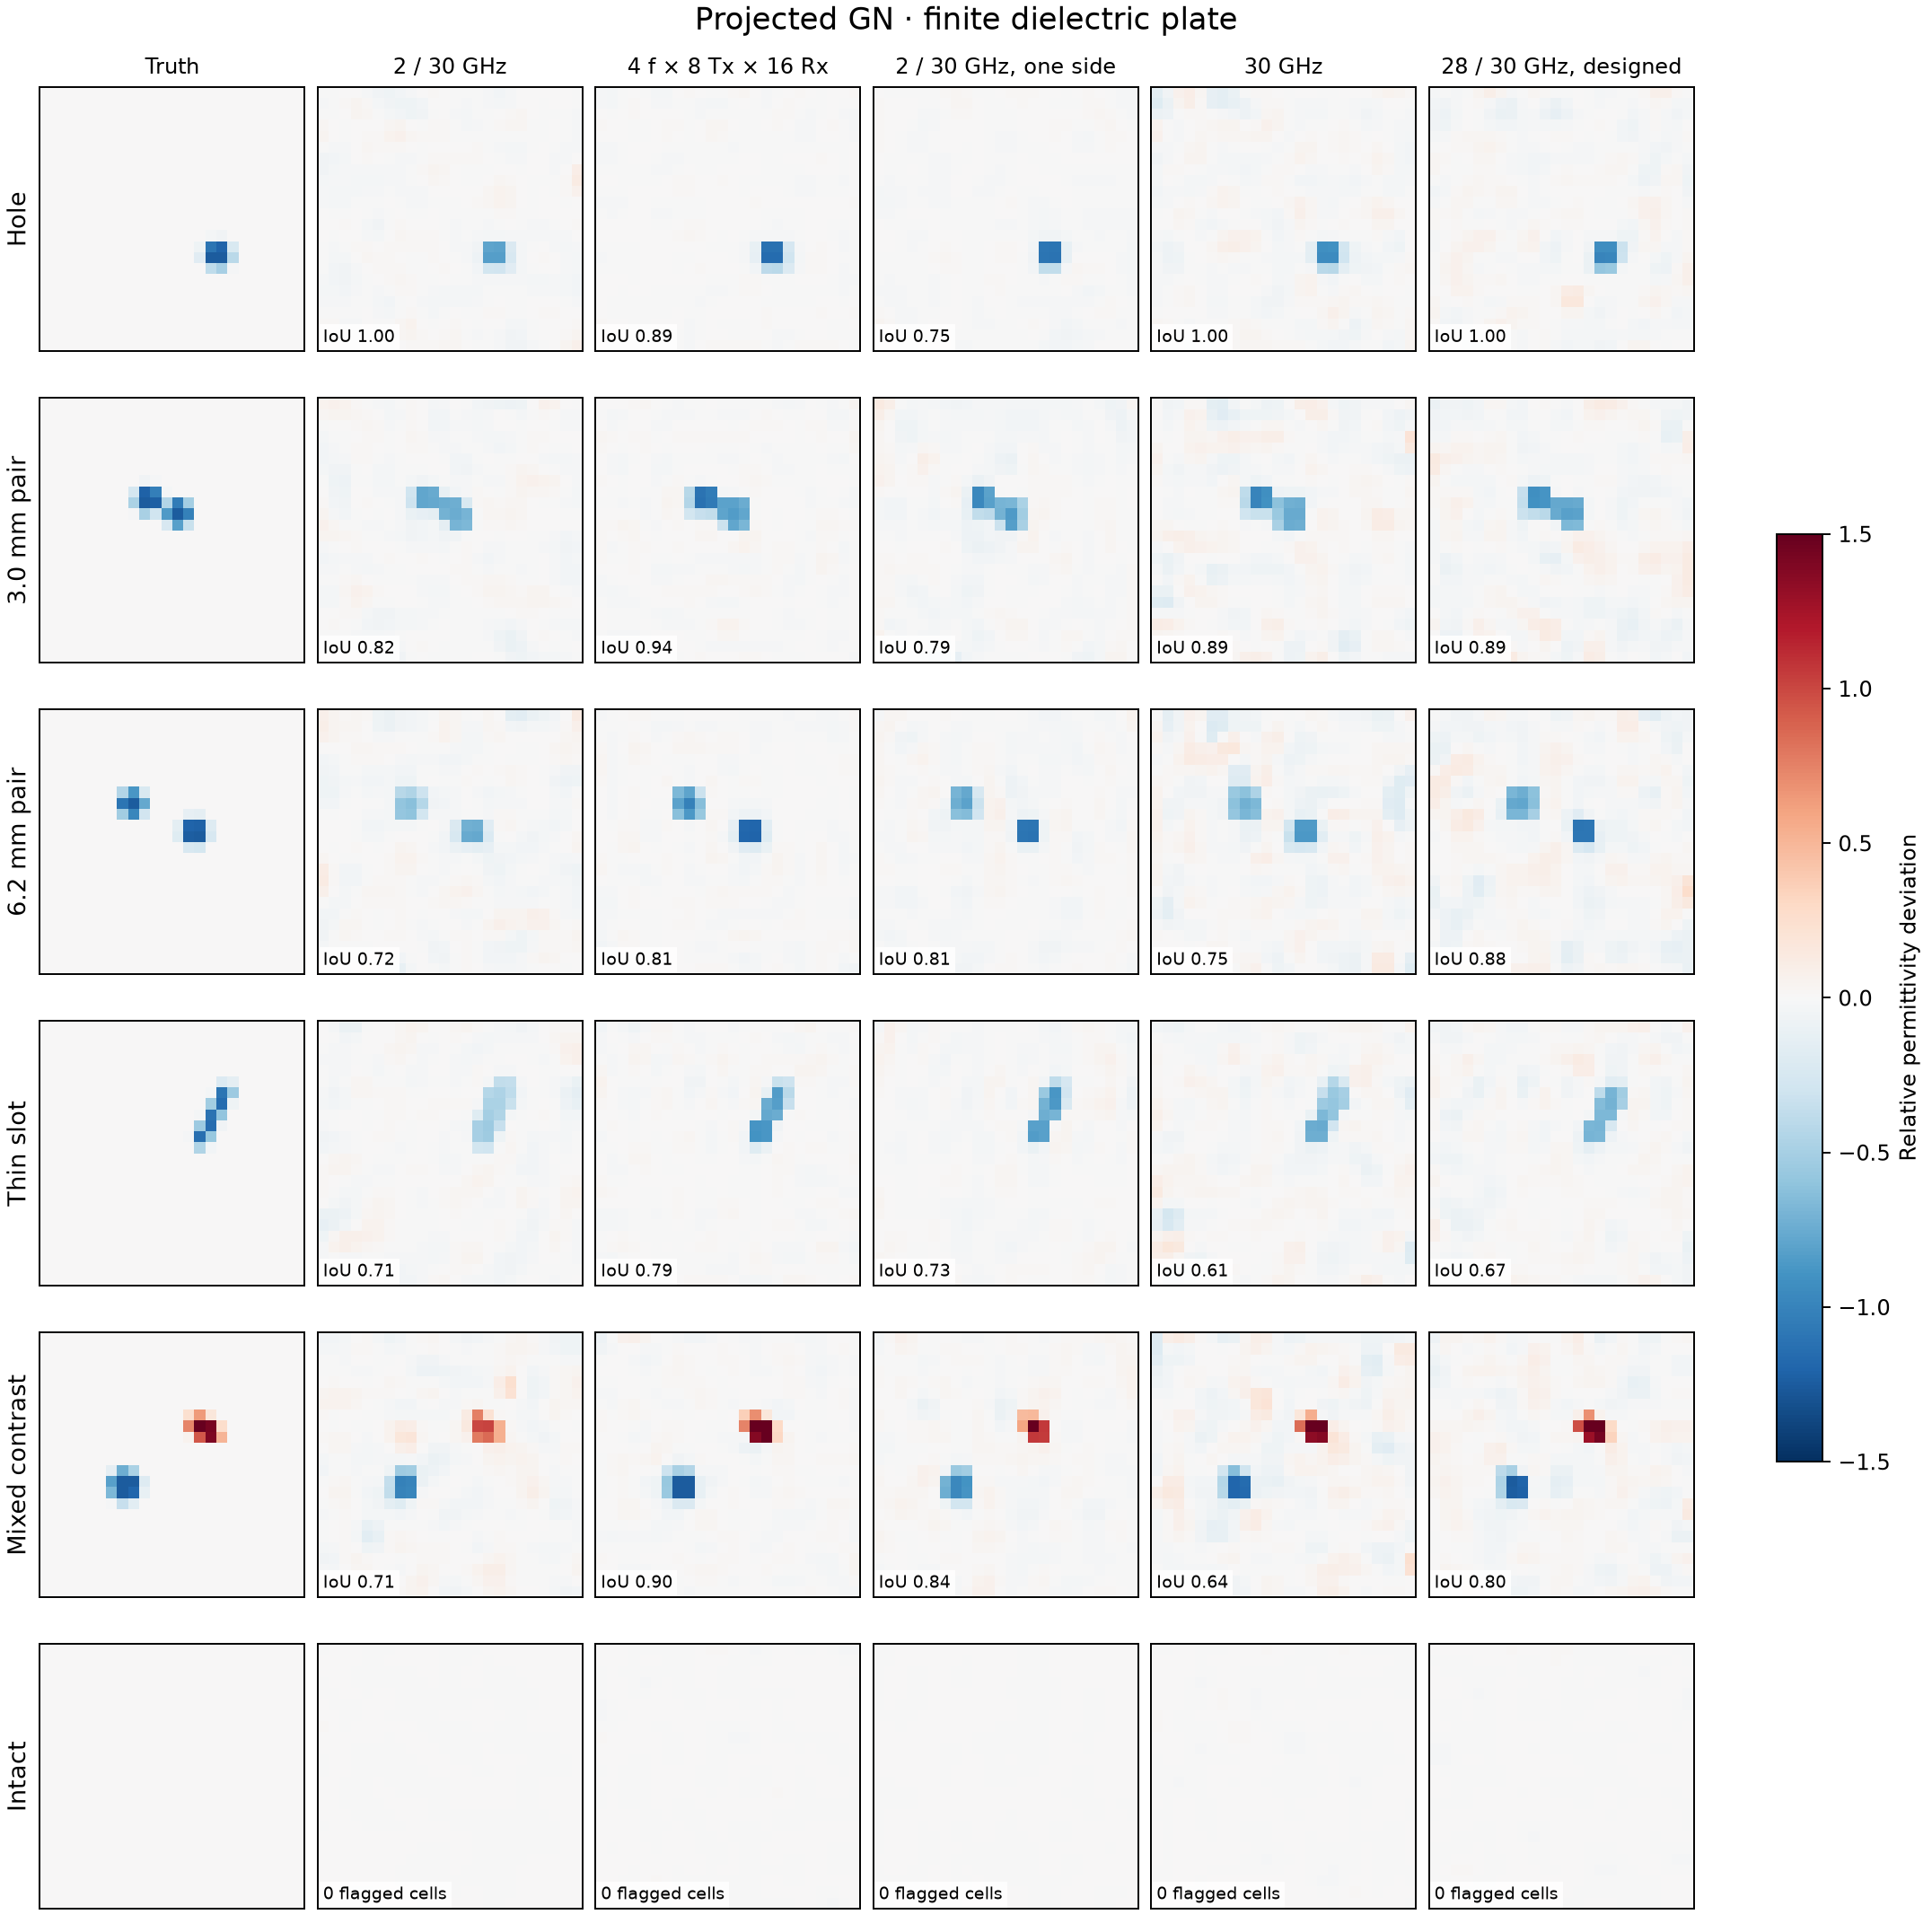 Projected GN · finite dielectric plate
Truth
2 / 30 GHz
4 f × 8 Tx × 16 Rx
2 / 30 GHz, one side
30 GHz
28 / 30 GHz, designed
Hole
IoU 1.00
IoU 0.89
IoU 0.75
IoU 1.00
IoU 1.00
3.0 mm pair
IoU 0.82
IoU 0.94
IoU 0.79
IoU 0.89
IoU 0.89
6.2 mm pair
IoU 0.72
IoU 0.81
IoU 0.81
IoU 0.75
IoU 0.88
Thin slot
IoU 0.71
IoU 0.79
IoU 0.73
IoU 0.61
IoU 0.67
Mixed contrast
IoU 0.71
IoU 0.90
IoU 0.84
IoU 0.64
IoU 0.80
Intact
0 flagged cells
0 flagged cells
0 flagged cells
0 flagged cells
0 flagged cells
1.5
1.0
0.5
0.0
−0.5
−1.0
−1.5
Relative permittivity deviation